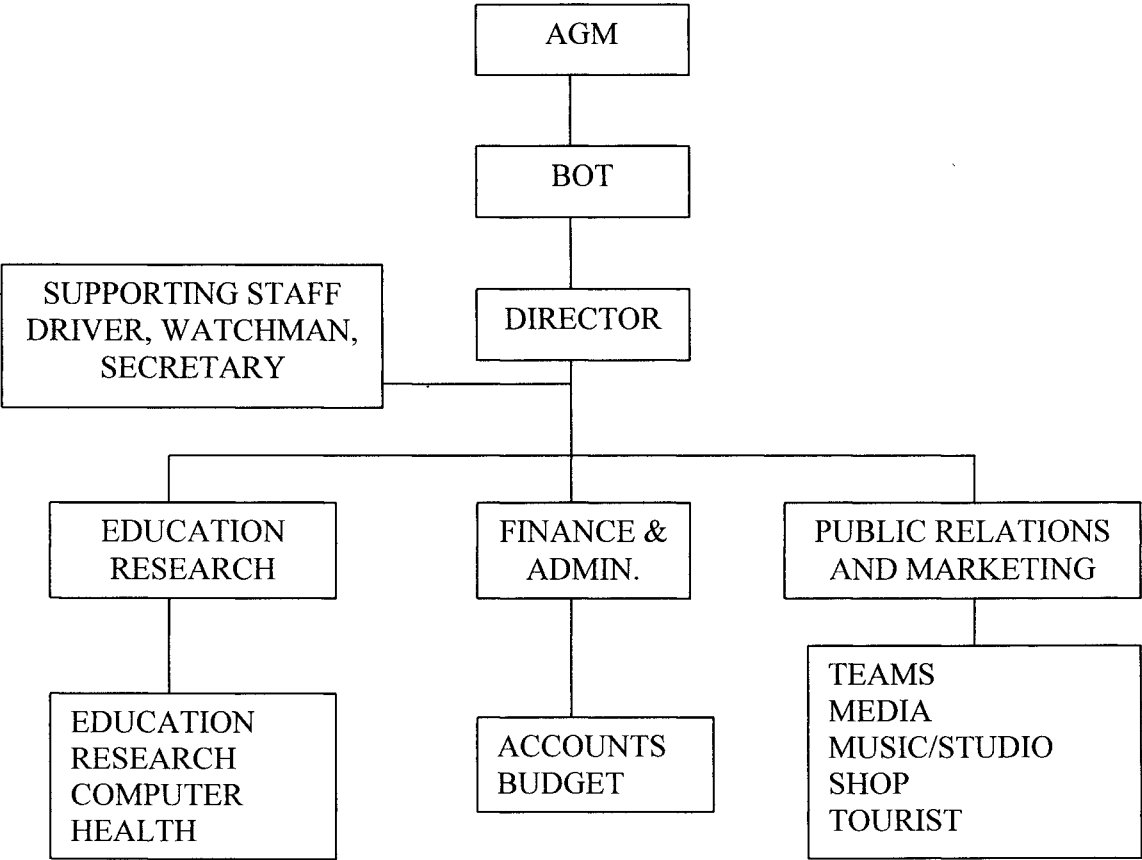 AGM
BOT
SUPPORTING STAFF
DRIVER, WATCHMAN,
SECRETARY
DIRECTOR
EDUCATION
RESEARCH
FINANCE &
ADMIN.
PUBLIC RELATIONS
AND MARKETING
EDUCATION
RESEARCH
COMPUTER
HEALTH
ACCOUNTS
BUDGET
TEAMS
MEDIA
MUSIC/STUDIO
SHOP
TOURIST